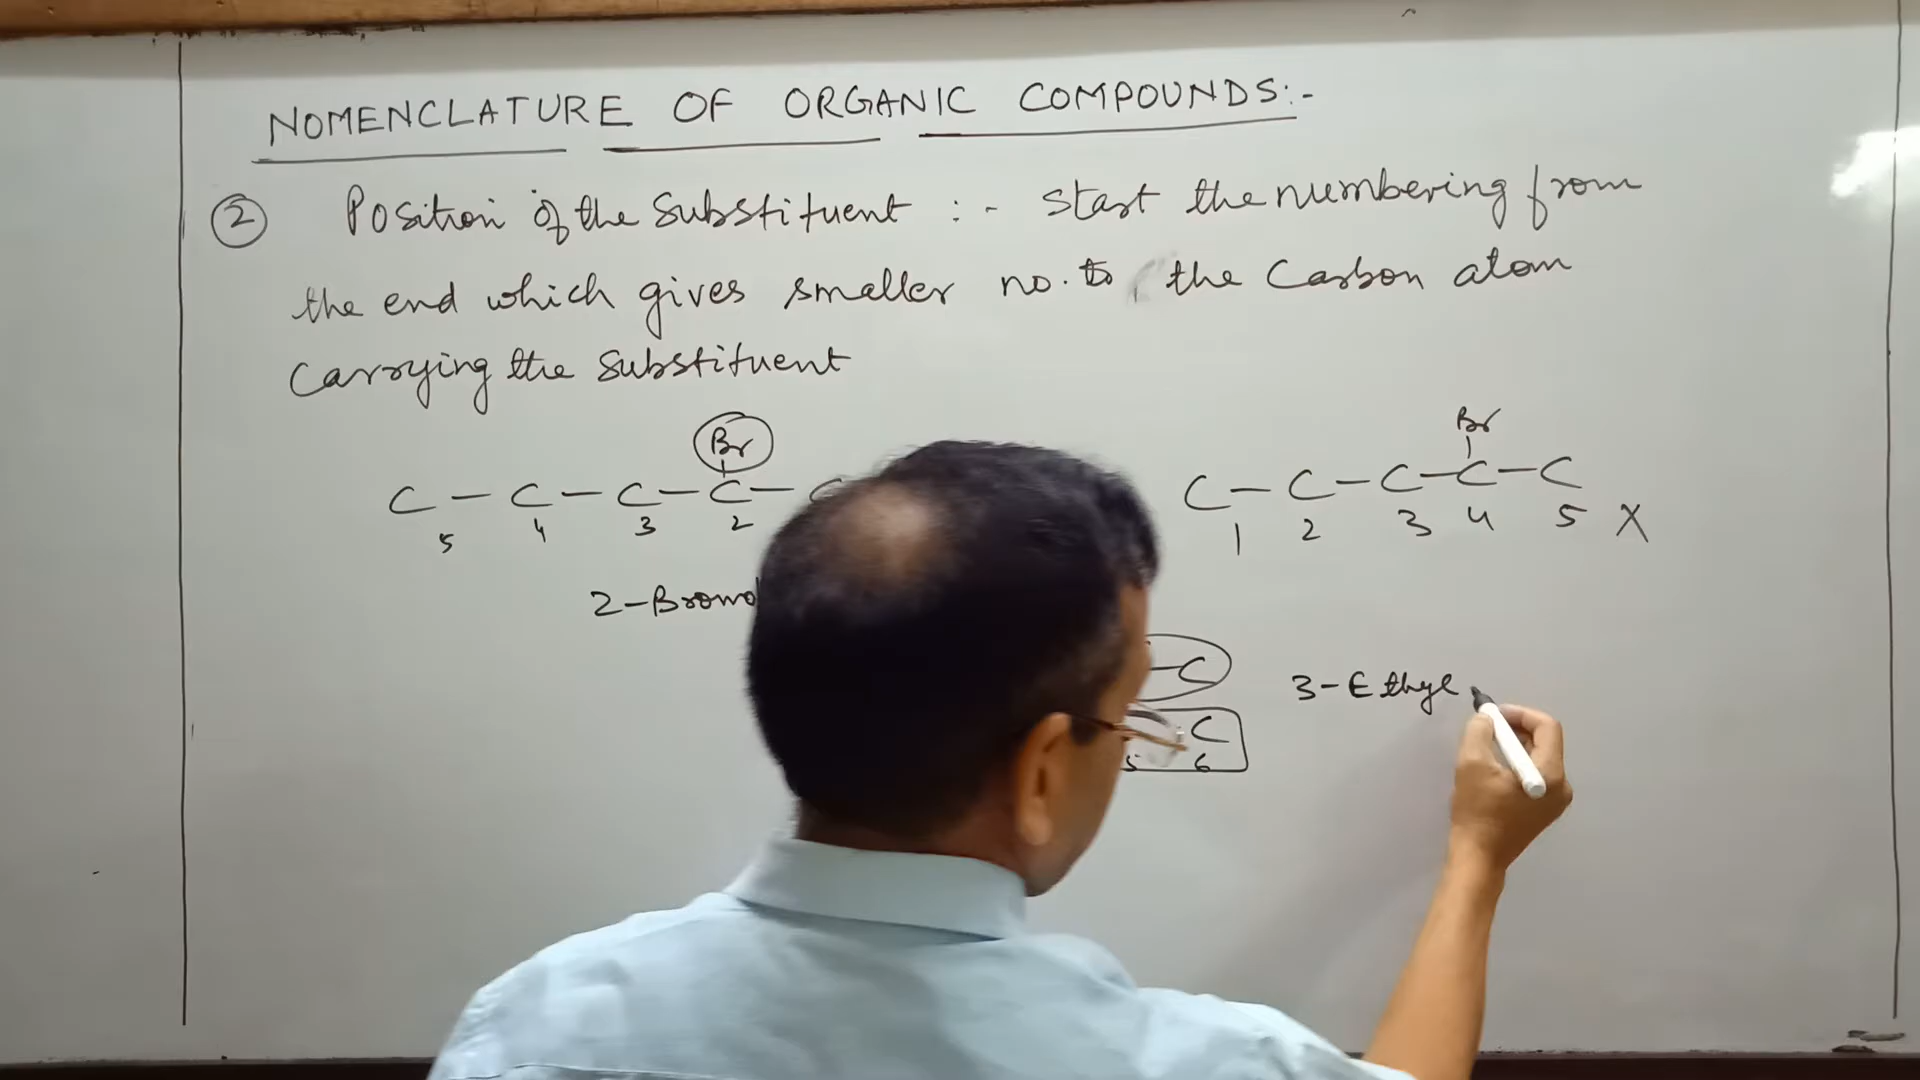 NOMENCLATURE OF ORGANIC COMPOUNDS:-
② Position of the substituent :- Start the numbering from
the end which gives smaller no. to the Carbon atom
Carrying the substituent
Br
Br
C - C - C - C - C
C - C - C - C - C
5 4 3 2
1 2 3 4 5 X
2-Bromo
- C
3-Ethyl
C
5 6